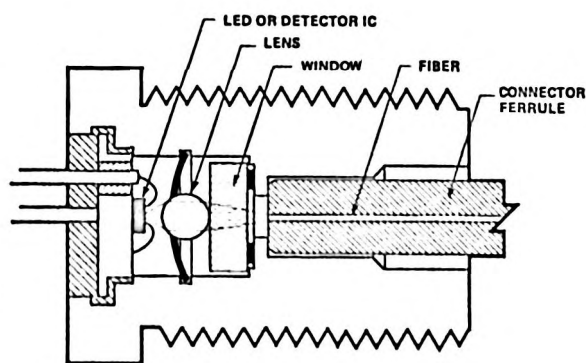 LED OR DETECTOR IC
LENS
WINDOW
FIBER
CONNECTOR
FERRULE